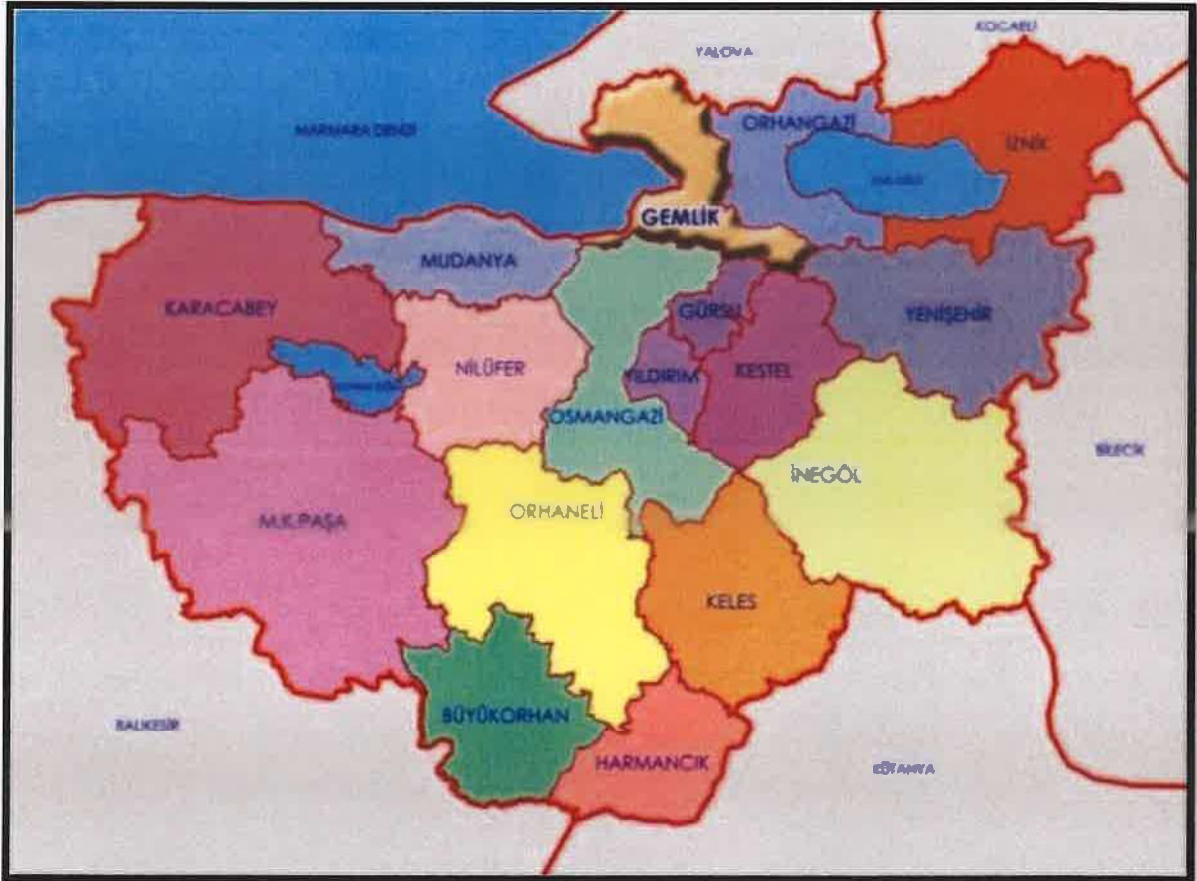 KOCAELİ
YALOVA
ORHANGAZİ
MARMARA DENİZİ
İZNİK
GEMLİK
MUDANYA
KARACABEY
GÜRSU
YENİŞEHİR
NİLÜFER
YILDIRIM
KESTEL
OSMANGAZİ
BİLECİK
İNEGÖL
ORHANELİ
M.K.PAŞA
KELES
BÜYÜKORHAN
BALIKESİR
HARMANCIK
KÜTAHYA